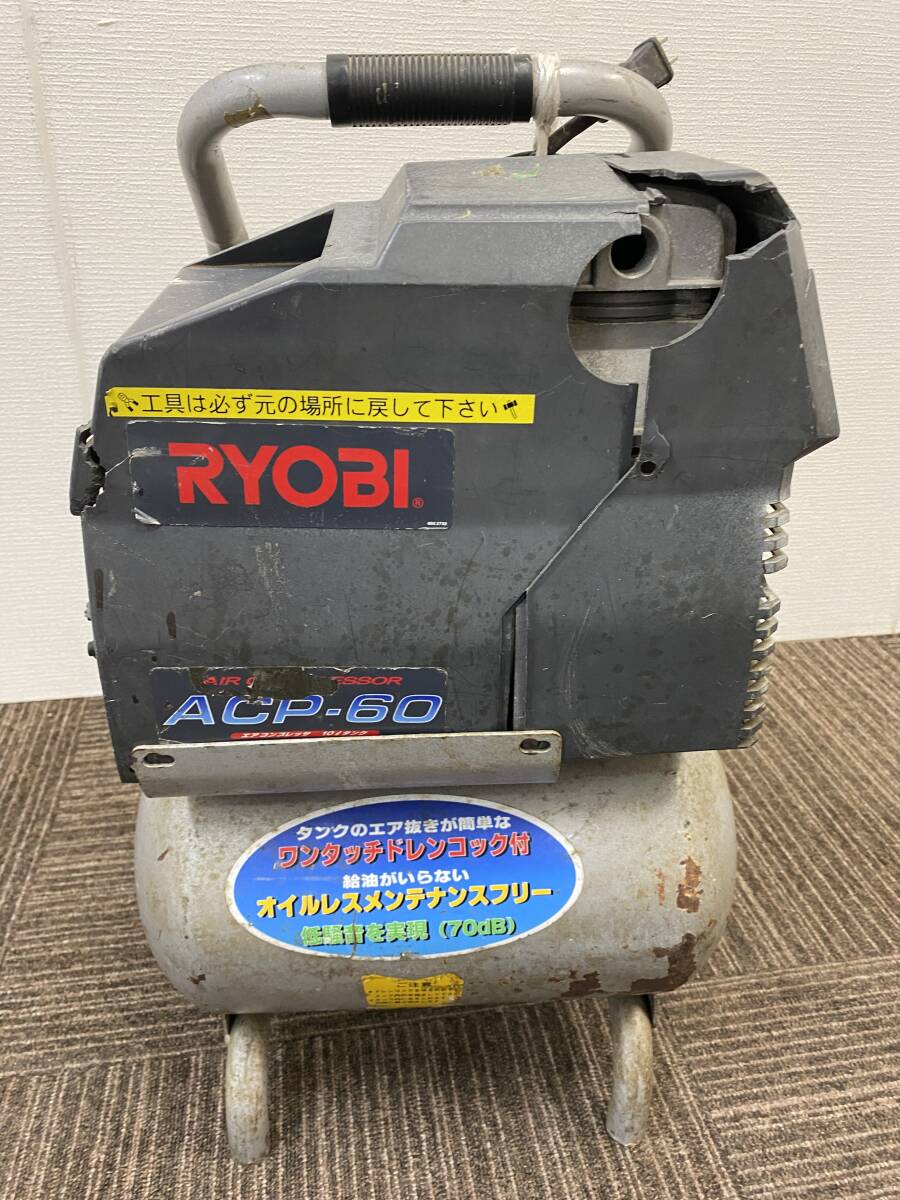 工具は必ず元の場所に戻して下さい
RYOBI®
AIR
ACP-60
エアコンプレッサ 10ℓタンク
タンクのエア抜きが簡単な
ワンタッチドレンコック付
給油がいらない
オイルレスメンテナンスフリー
低騒音を実現(70dB)
ご注意